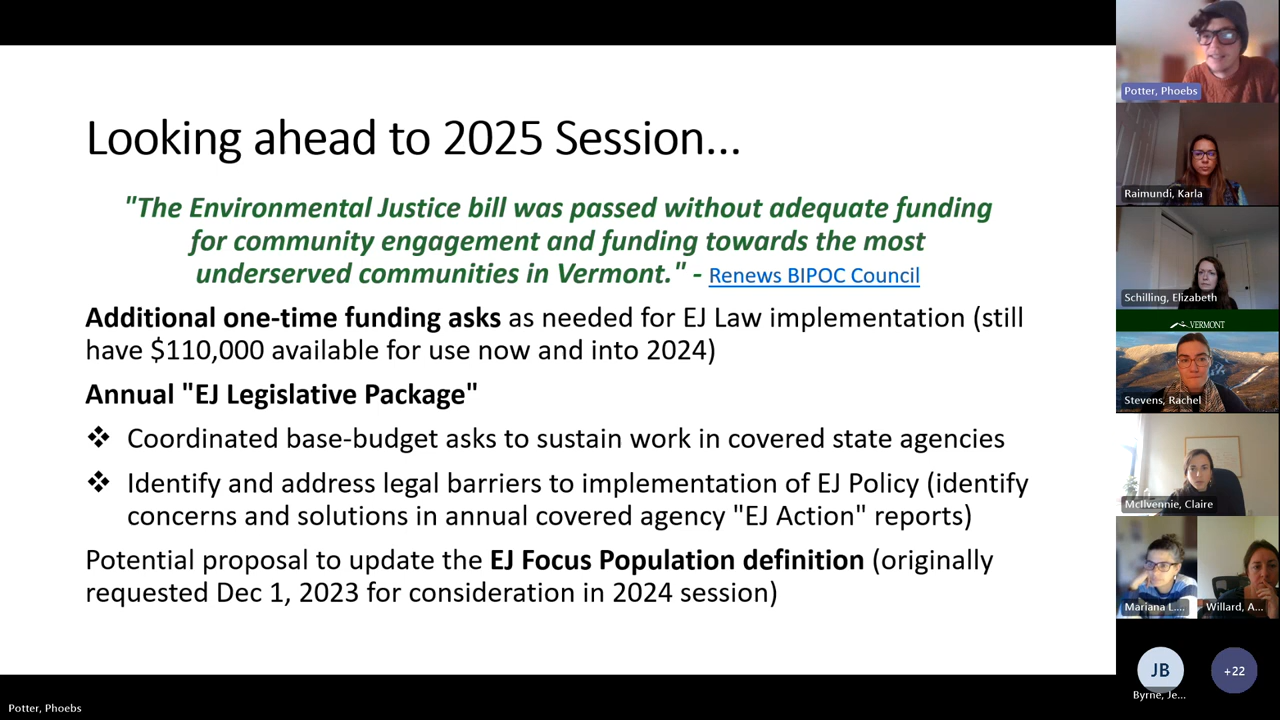 Looking ahead to 2025 Session...
"The Environmental Justice bill was passed without adequate funding
for community engagement and funding towards the most
underserved communities in Vermont." - Renews BIPOC Council
Additional one-time funding asks as needed for EJ Law implementation (still
have $110,000 available for use now and into 2024)
Annual "EJ Legislative Package"
❖ Coordinated base-budget asks to sustain work in covered state agencies
❖ Identify and address legal barriers to implementation of EJ Policy (identify
concerns and solutions in annual covered agency "EJ Action" reports)
Potential proposal to update the EJ Focus Population definition (originally
requested Dec 1, 2023 for consideration in 2024 session)
Potter, Phoebs
Potter, Phoebs
Raimundi, Karla
Schilling, Elizabeth
VERMONT
Stevens, Rachel
McIlvennie, Claire
Mariana L....
Willard, A...
JB
+22
Byrne, Je...